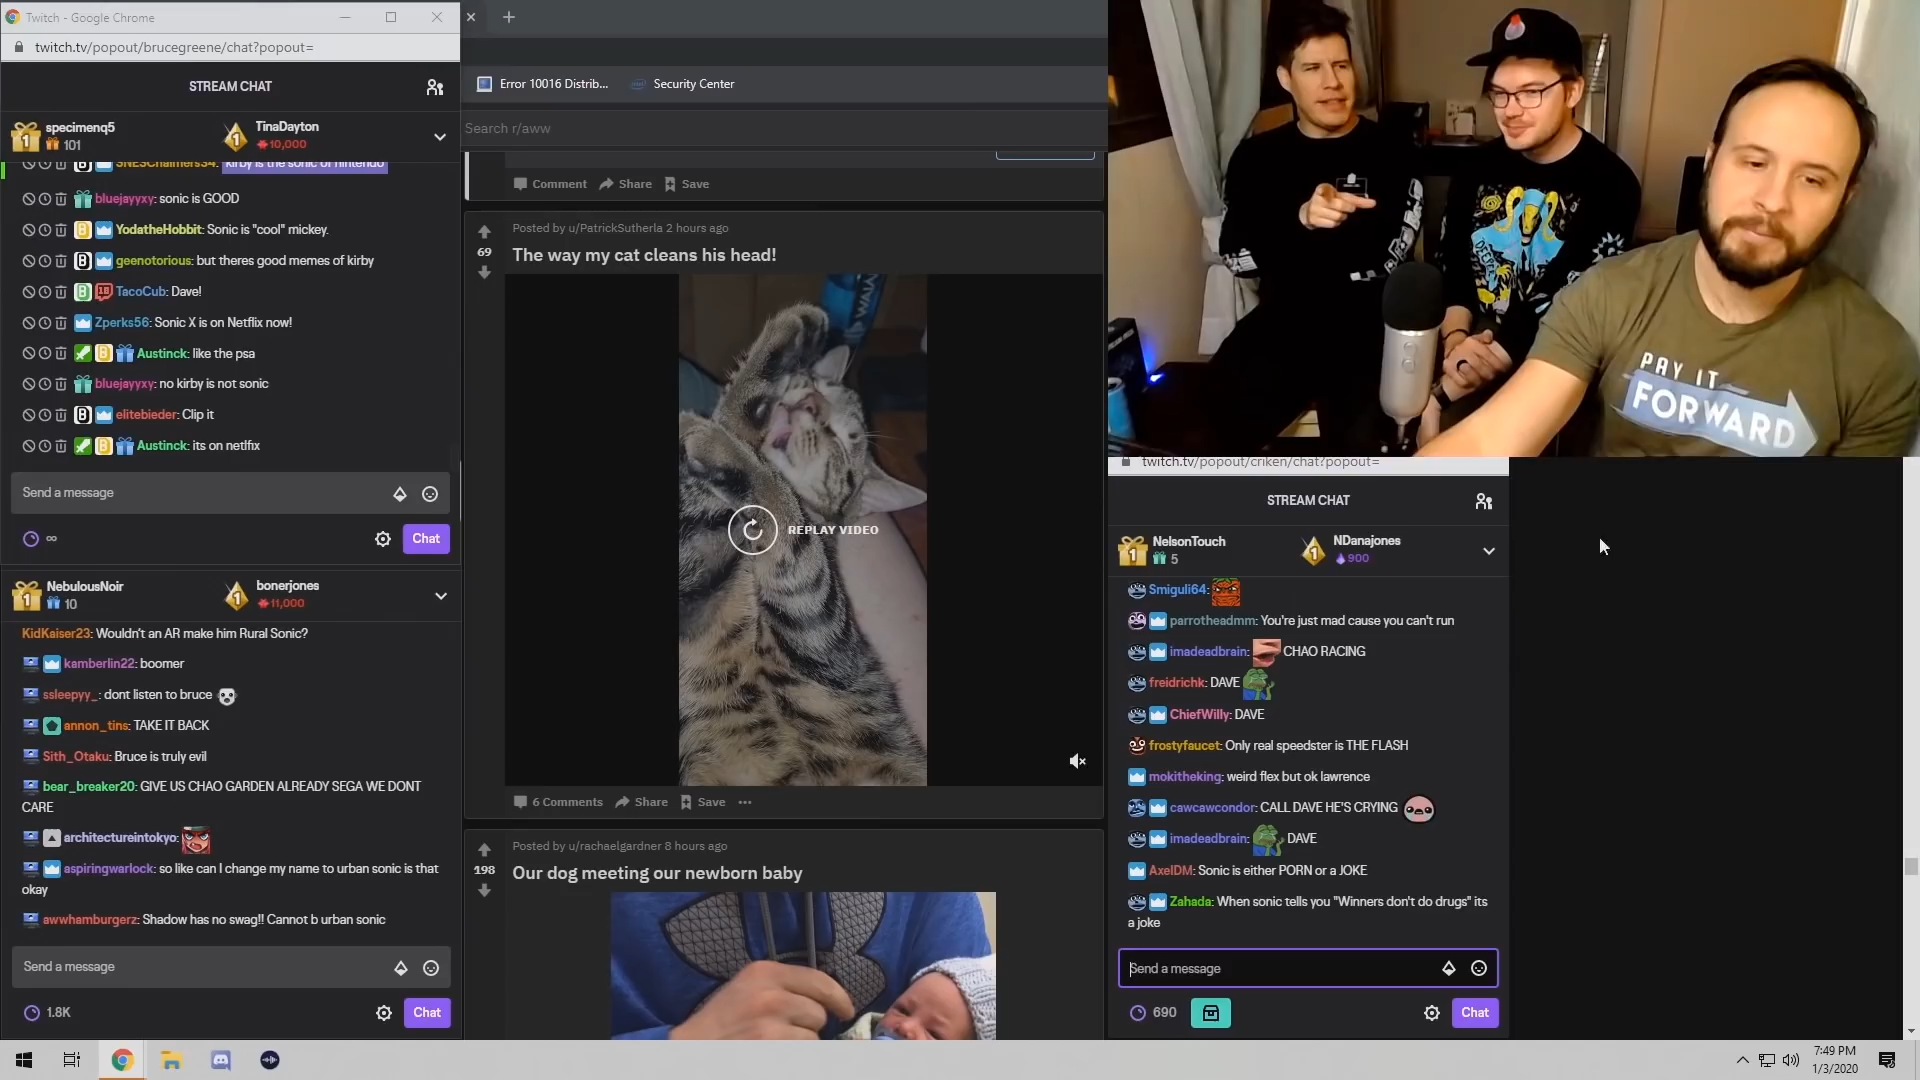 Twitch - Google Chrome
twitch.tv/popout/brucegreene/chat?popout=
STREAM CHAT
specimenq5
101
TinaDayton
10,000
SNESChalmers34: kirby is the sonic of nintendo
bluejayyxy: sonic is GOOD
YodatheHobbit: Sonic is "cool" mickey.
geenotorious: but theres good memes of kirby
TacoCub: Dave!
Zperks56: Sonic X is on Netflix now!
Austinck: like the psa
bluejayyxy: no kirby is not sonic
elitebieder: Clip it
Austinck: its on netlfix
Send a message
∞
Chat
NebulousNoir
10
bonerjones
11,000
KidKaiser23: Wouldn't an AR make him Rural Sonic?
kamberlin22: boomer
ssleepyy_: dont listen to bruce
annon_tins: TAKE IT BACK
Sith_Otaku: Bruce is truly evil
bear_breaker20: GIVE US CHAO GARDEN ALREADY SEGA WE DONT
CARE
architectureintokyo:
aspiringwarlock: so like can I change my name to urban sonic is that
okay
awwhamburgerz: Shadow has no swag!! Cannot b urban sonic
Send a message
1.8K
Chat
Error 10016 Distrib...
Security Center
Search r/aww
Comment
Share
Save
Posted by u/PatrickSutherla 2 hours ago
69
The way my cat cleans his head!
REPLAY VIDEO
6 Comments
Share
Save
Posted by u/rachaelgardner 8 hours ago
198
Our dog meeting our newborn baby
PAY IT
FORWARD
twitch.tv/popout/criken/chat?popout=
STREAM CHAT
NelsonTouch
5
NDanajones
900
Smiguli64:
parrotheadmm: You're just mad cause you can't run
imadeadbrain: CHAO RACING
freidrichk: DAVE
ChiefWilly: DAVE
frostyfaucet: Only real speedster is THE FLASH
mokitheking: weird flex but ok lawrence
cawcawcondor: CALL DAVE HE'S CRYING
imadeadbrain: DAVE
AxelDM: Sonic is either PORN or a JOKE
Zahada: When sonic tells you "Winners don't do drugs" its
a joke
Send a message
690
Chat
7:49 PM
1/3/2020